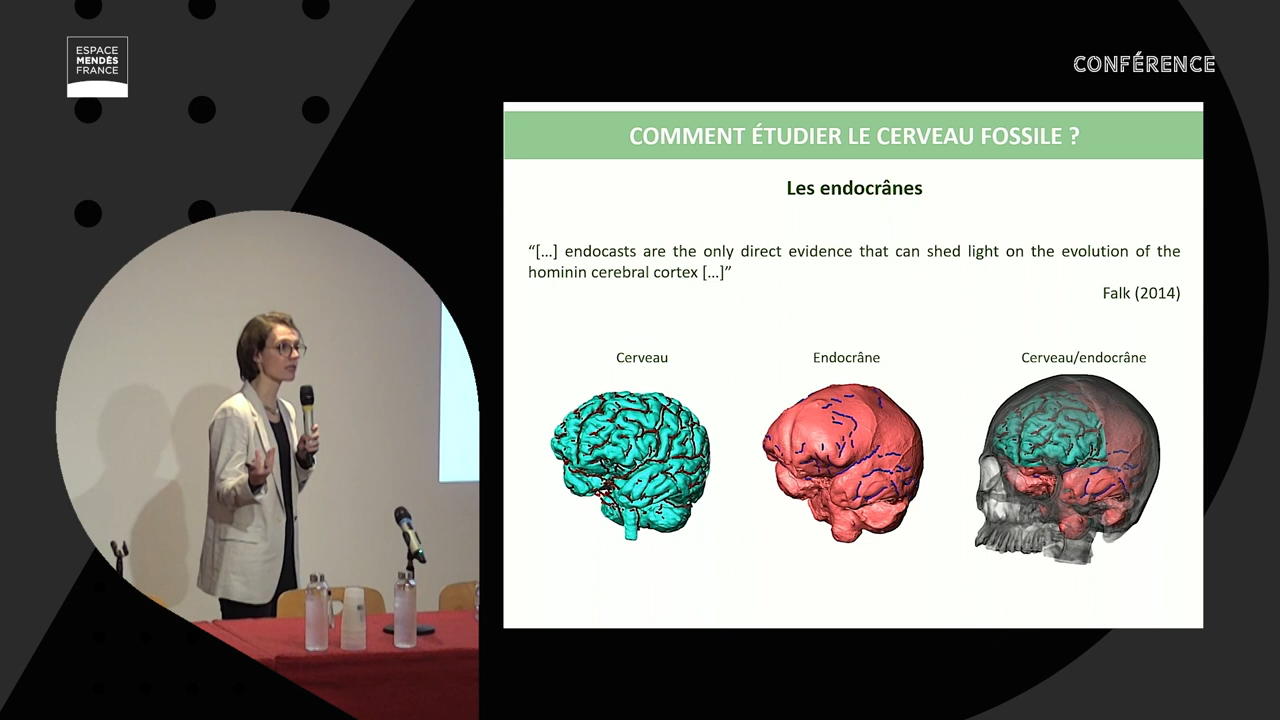 ESPACE
MENDÈS
FRANCE
CONFÉRENCE
COMMENT ÉTUDIER LE CERVEAU FOSSILE ?
Les endocrânes
“[…] endocasts are the only direct evidence that can shed light on the evolution of the
hominin cerebral cortex […]”
Falk (2014)
Cerveau
Endocrâne
Cerveau/endocrâne